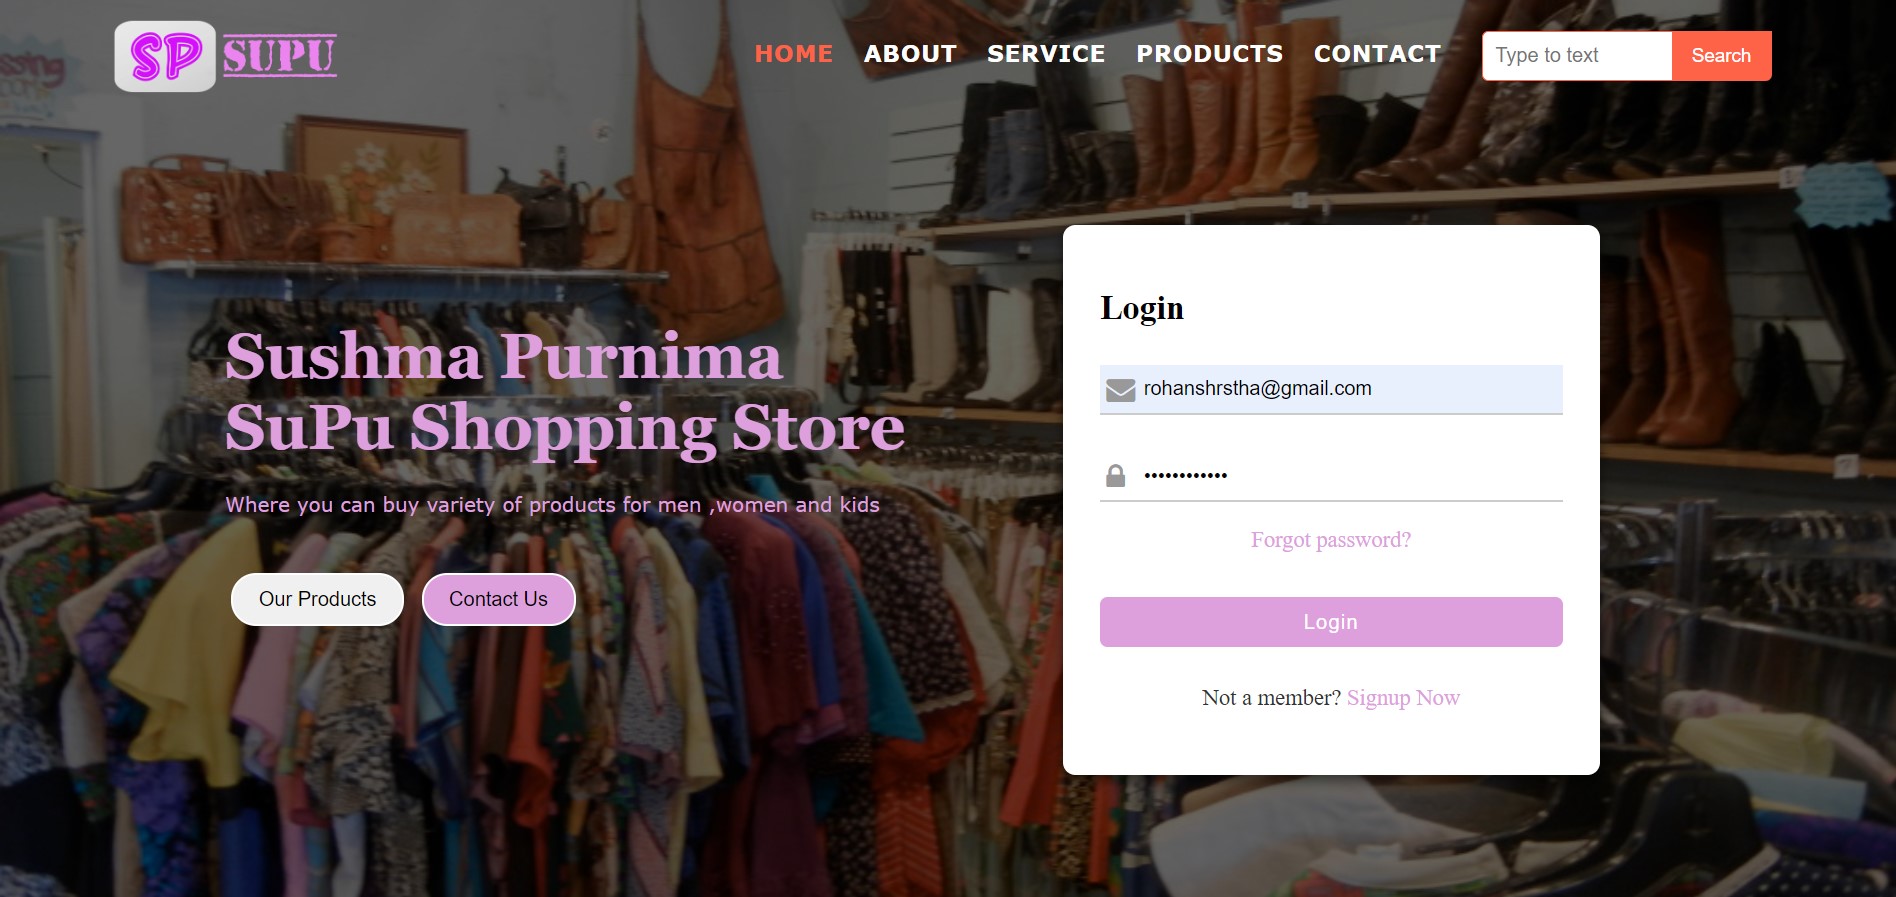 SP SUPU
HOME ABOUT SERVICE PRODUCTS CONTACT
Type to text Search
Sushma Purnima
SuPu Shopping Store
Where you can buy variety of products for men ,women and kids
Our Products Contact Us
Login
rohanshrstha@gmail.com
••••••••••••
Forgot password?
Login
Not a member? Signup Now